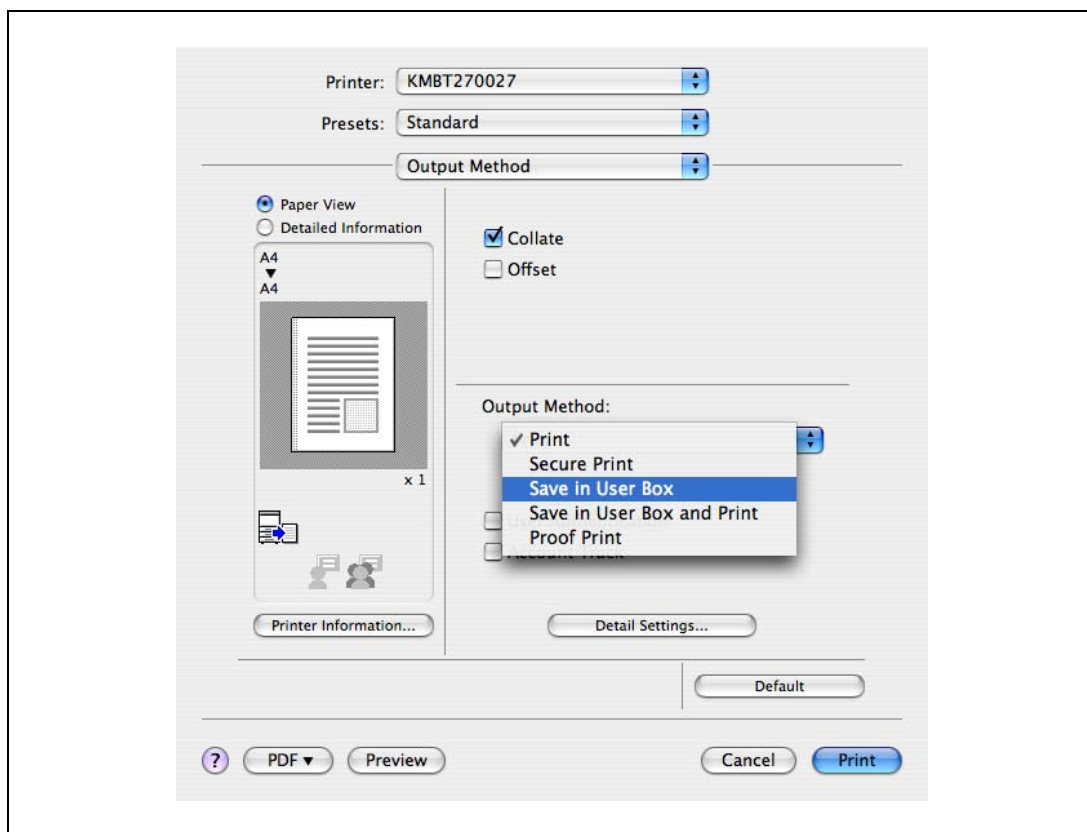 Printer: KMBT270027
Presets: Standard
Output Method
Paper View
Detailed Information
A4
A4
x 1
Printer Information...
Collate
Offset
Output Method:
Print
Secure Print
Save in User Box
Save in User Box and Print
Proof Print
Account Track
Detail Settings...
Default
? PDF Preview Cancel Print